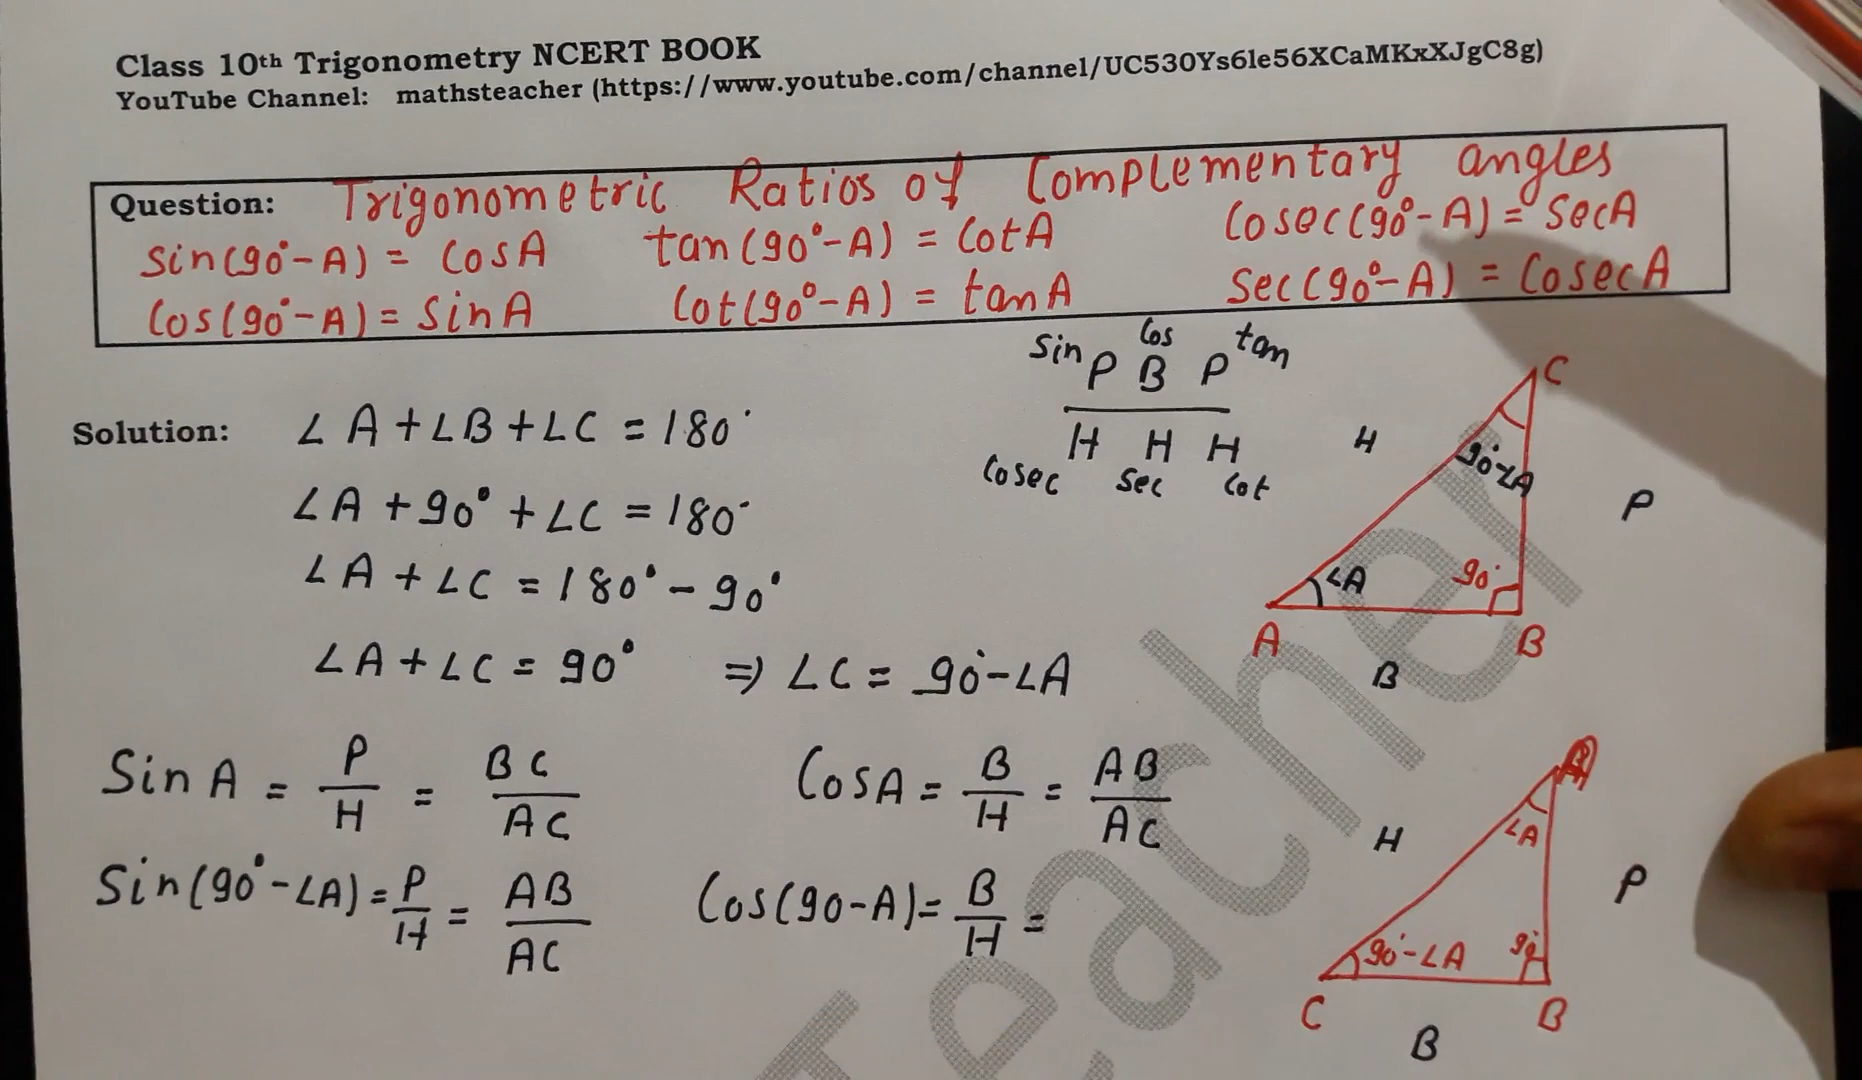 Class 10th Trigonometry NCERT BOOK
YouTube Channel: mathsteacher (https://www.youtube.com/channel/UC530Ys6le56XCaMKxXJgC8g)
Question: Trigonometric Ratios of Complementary angles
sin(90°-A) = CosA tan(90°-A) = CotA Cosec(90°-A) = SecA
Cos(90°-A) = SinA Cot(90°-A) = tanA Sec(90°-A) = CosecA
Sin Cos tan
P B P
H H H
Cosec Sec Cot
Solution: ∠A+∠B+∠C = 180°
∠A+90°+∠C = 180°
∠A+∠C = 180°-90°
∠A+∠C = 90° ⇒ ∠C = 90°-∠A
C
H
90°-∠A
P
∠A
90°
A
B
B
Sin A = P/H = BC/AC Cos A = B/H = AB/AC
Sin(90°-∠A) = P/H = AB/AC Cos(90-A) = B/H =
∠A
H
P
90°-∠A
90°
C
B
B
Teacher